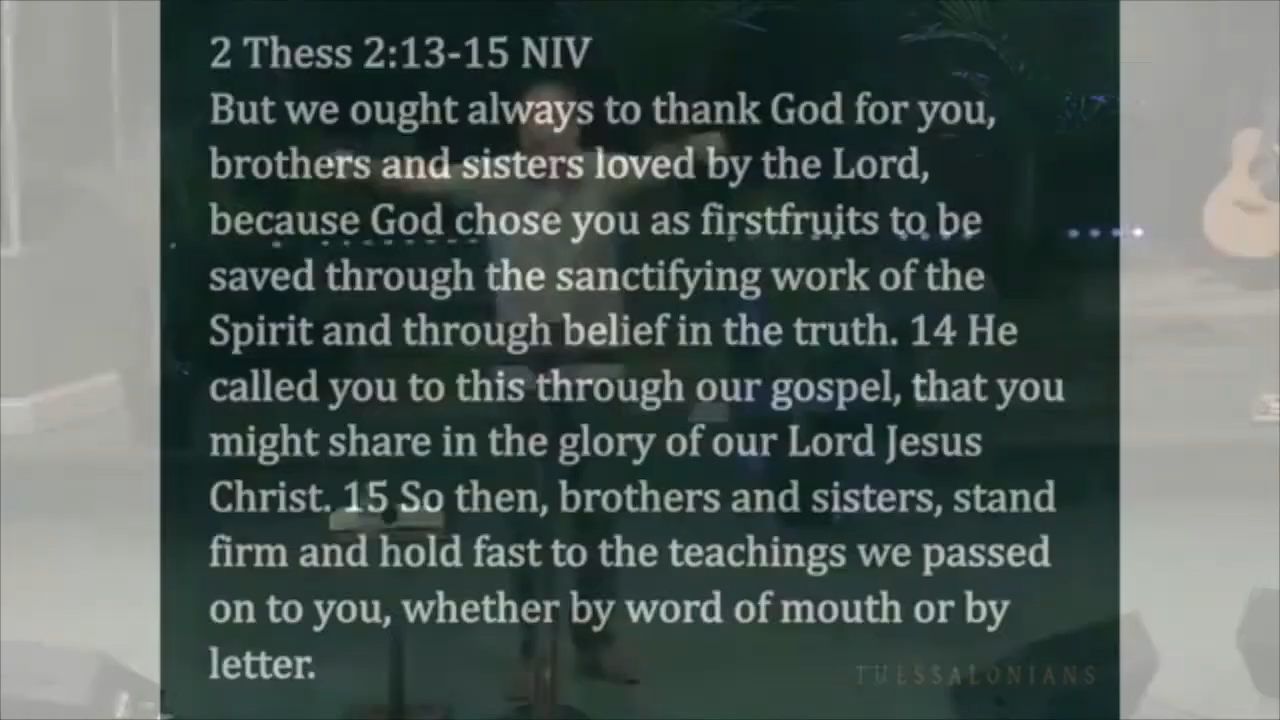 2 Thess 2:13-15 NIV
But we ought always to thank God for you,
brothers and sisters loved by the Lord,
because God chose you as firstfruits to be
saved through the sanctifying work of the
Spirit and through belief in the truth. 14 He
called you to this through our gospel, that you
might share in the glory of our Lord Jesus
Christ. 15 So then, brothers and sisters, stand
firm and hold fast to the teachings we passed
on to you, whether by word of mouth or by
letter.
THESSALONIANS